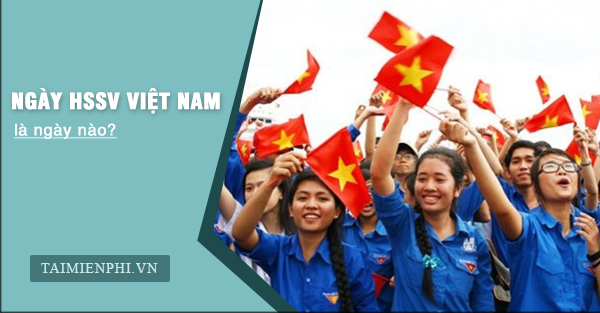 NGÀY HSSV VIỆT NAM
là ngày nào?
TAIMIENPHI.VN